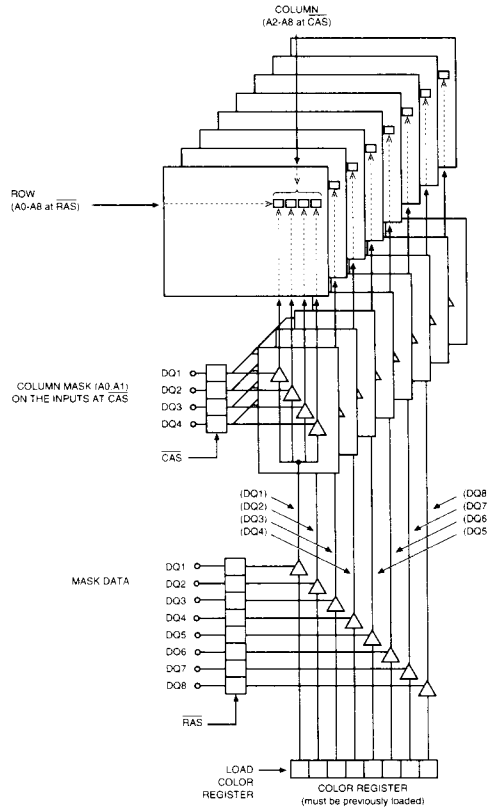 COLUMN
(A2-A8 at CAS)
ROW
(A0-A8 at RAS)
DQ1
DQ2
DQ3
DQ4
COLUMN MASK (A0,A1)
ON THE INPUTS AT CAS
CAS
(DQ1)
(DQ2)
(DQ3)
(DQ4)
(DQ8
(DQ7
(DQ6
(DQ5
MASK DATA
DQ1
DQ2
DQ3
DQ4
DQ5
DQ6
DQ7
DQ8
RAS
LOAD
COLOR
REGISTER
COLOR REGISTER
(must be previously loaded)